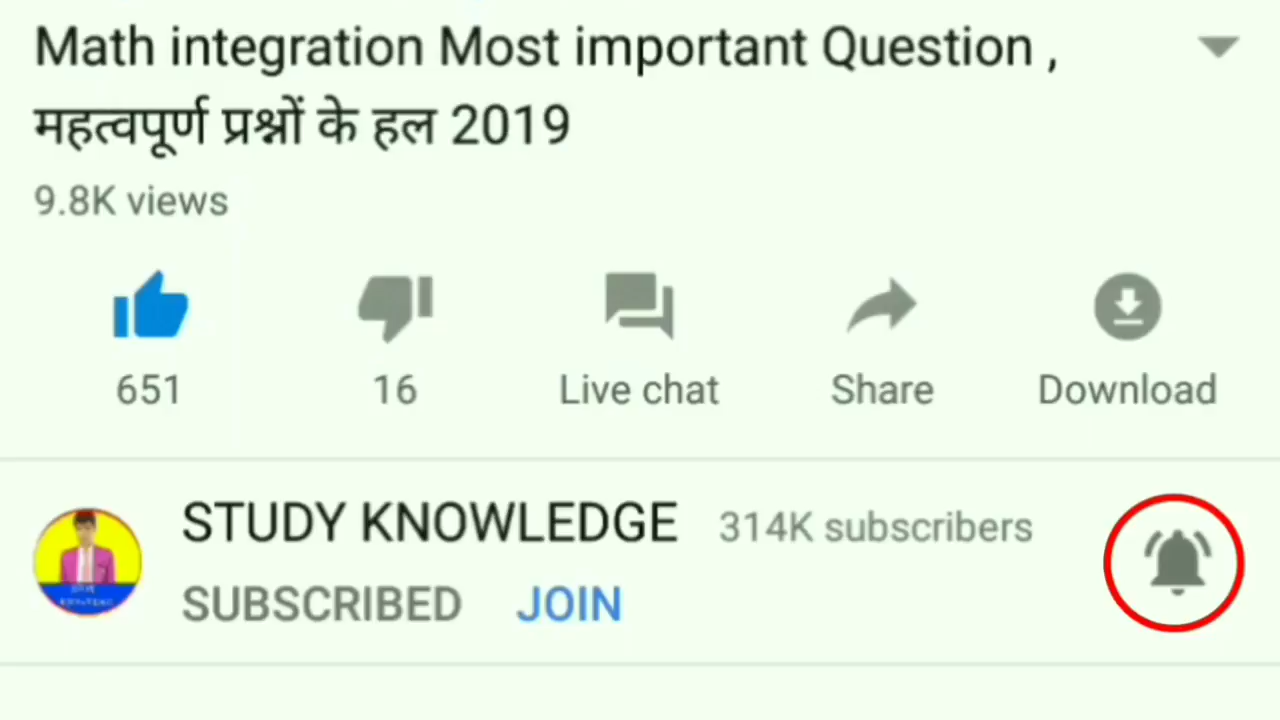 Math integration Most important Question ,
महत्वपूर्ण प्रश्नों के हल 2019
9.8K views
651 16 Live chat Share Download
STUDY KNOWLEDGE 314K subscribers
SUBSCRIBED JOIN